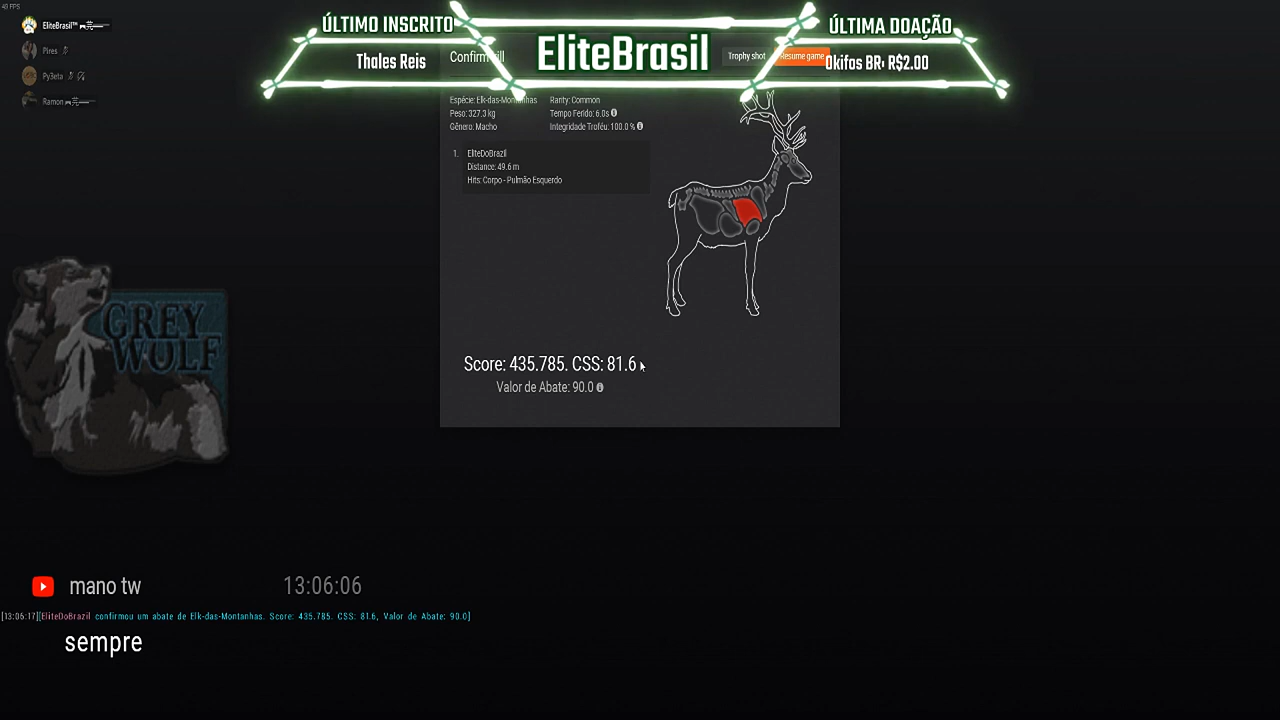 49 FPS
ÚLTIMO INSCRITO
Thales Reis
EliteBrasil
ÚLTIMA DOAÇÃO
Okifos BR: R$2.00
EliteBrasil™
Pires
Py3eta
Ramon
Trophy shot
Resume game
Espécie: Elk-das-Montanhas
Peso: 327.3 kg
Gênero: Macho
Rarity: Common
Tempo Ferido: 6.0s
Integridade Troféu: 100.0 %
1. EliteDoBrazil
Distance: 49.6 m
Hits: Corpo - Pulmão Esquerdo
Score: 435.785. CSS: 81.6
Valor de Abate: 90.0
GREY
WOLF
mano tw 13:06:06
[13:06:17][EliteDoBrazil confirmou um abate de Elk-das-Montanhas. Score: 435.785. CSS: 81.6, Valor de Abate: 90.0]
sempre